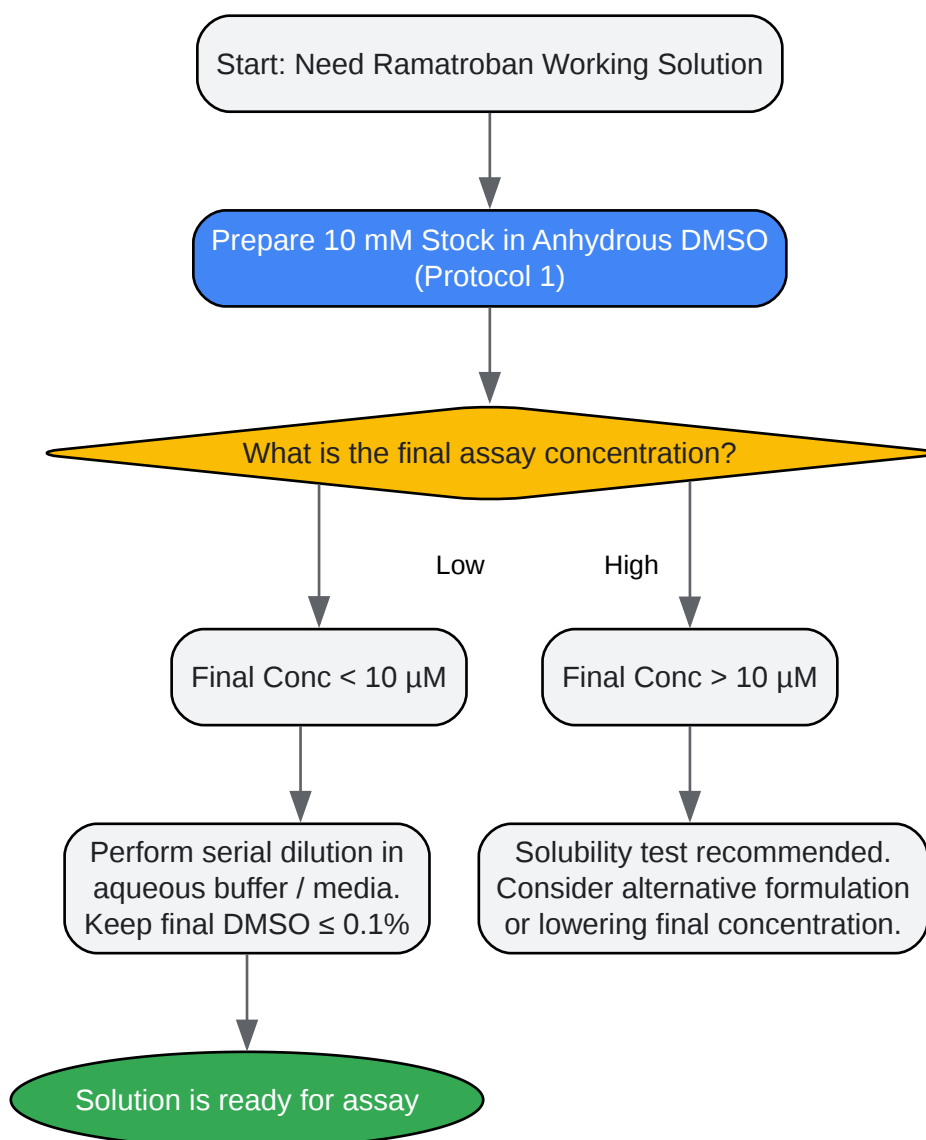 Start: Need Ramatroban Working Solution
Prepare 10 mM Stock in Anhydrous DMSO
(Protocol 1)
What is the final assay concentration?
Low
High
Final Conc < 10 µM
Final Conc > 10 µM
Perform serial dilution in
aqueous buffer / media.
Keep final DMSO ≤ 0.1%
Solubility test recommended.
Consider alternative formulation
or lowering final concentration.
Solution is ready for assay